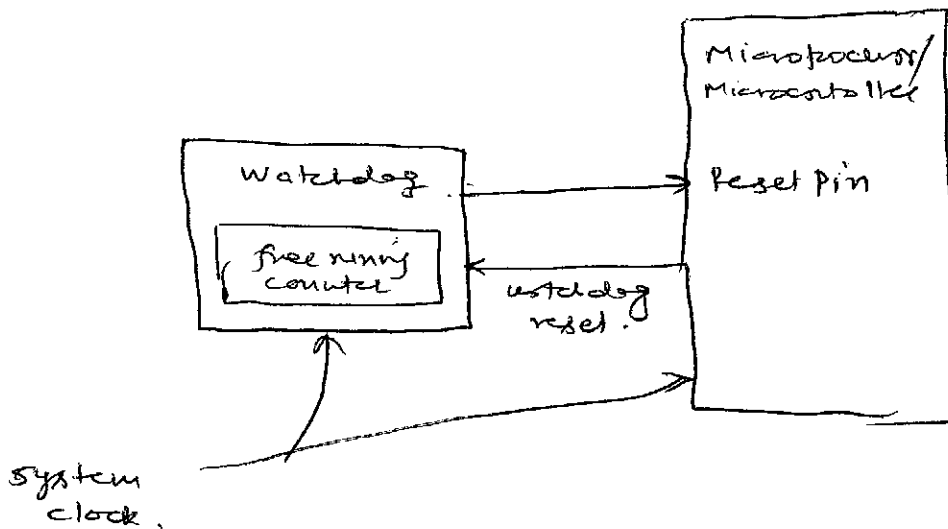 Microprocessor/
Microcontroller
Watchdog
Reset Pin
free running
counter
watchdog
reset.
system
clock.